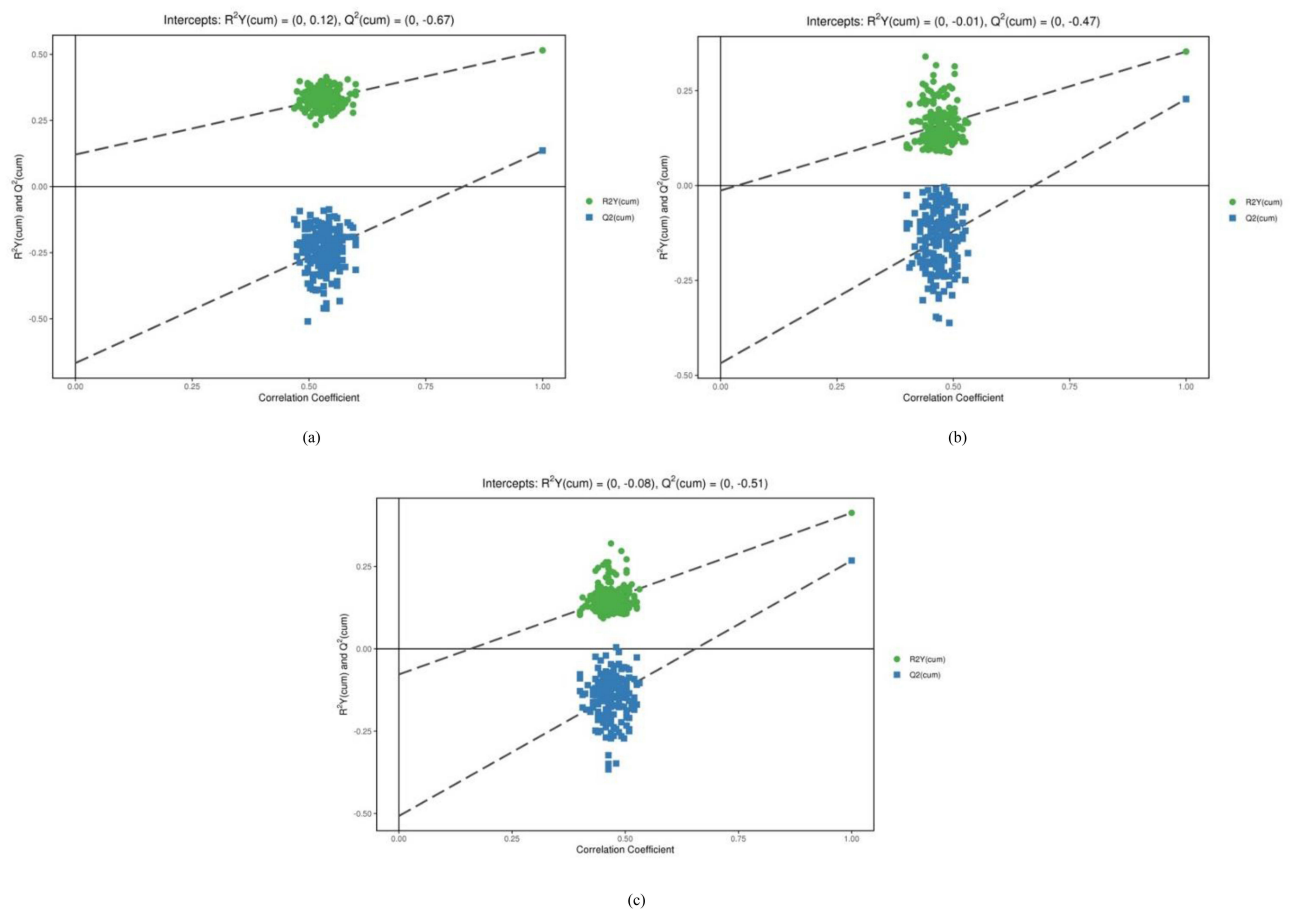 Intercepts: R²Y(cum) = (0, 0.12), Q²(cum) = (0, -0.67)
0.50
0.25
0.00
-0.25
-0.50
R²Y(cum) and Q²(cum)
0.00 0.25 0.50 0.75 1.00
Correlation Coefficient
R2Y(cum)
Q2(cum)
(a)
Intercepts: R²Y(cum) = (0, -0.01), Q²(cum) = (0, -0.47)
0.25
0.00
-0.25
-0.50
R²Y(cum) and Q²(cum)
0.00 0.25 0.50 0.75 1.00
Correlation Coefficient
R2Y(cum)
Q2(cum)
(b)
Intercepts: R²Y(cum) = (0, -0.08), Q²(cum) = (0, -0.51)
0.25
0.00
-0.25
-0.50
R²Y(cum) and Q²(cum)
0.00 0.25 0.50 0.75 1.00
Correlation Coefficient
R2Y(cum)
Q2(cum)
(c)